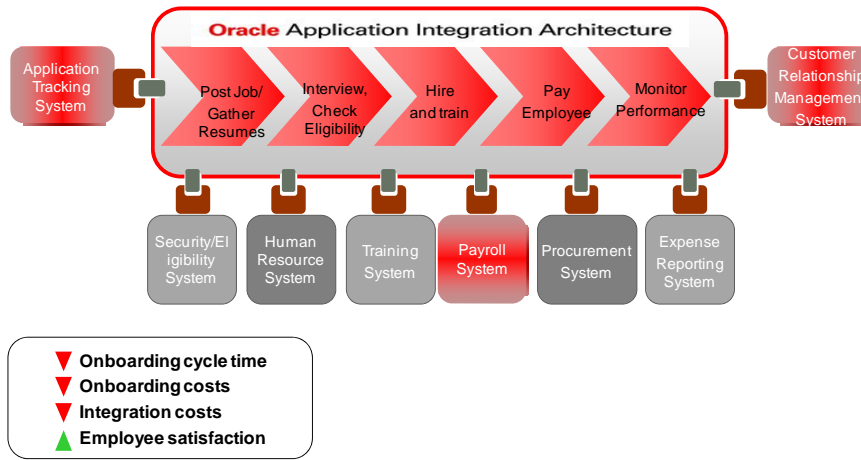 Oracle Application Integration Architecture
Application
Tracking
System
Post Job/
Gather
Resumes
Interview,
Check
Eligibility
Hire
and train
Pay
Employee
Monitor
Performance
Customer
Relationship
Management
System
Security/El
igibility
System
Human
Resource
System
Training
System
Payroll
System
Procurement
System
Expense
Reporting
System
Onboarding cycle time
Onboarding costs
Integration costs
Employee satisfaction